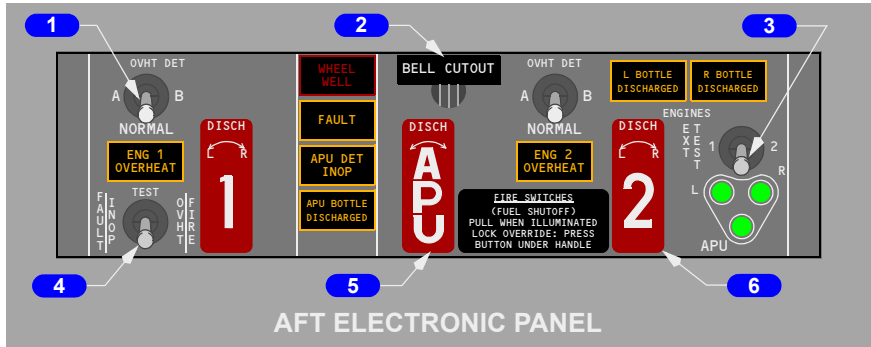 1
2
3
OVHT DET
A
B
NORMAL
ENG 1
OVERHEAT
FAULT
INOP
TEST
OVHT
FIRE
DISCH
L R
1
WHEEL
WELL
FAULT
APU DET
INOP
APU BOTTLE
DISCHARGED
BELL CUTOUT
DISCH
APU
OVHT DET
A
B
NORMAL
ENG 2
OVERHEAT
FIRE SWITCHES
(FUEL SHUTOFF)
PULL WHEN ILLUMINATED
LOCK OVERRIDE: PRESS
BUTTON UNDER HANDLE
L BOTTLE
DISCHARGED
R BOTTLE
DISCHARGED
DISCH
L R
2
ENGINES
EXT
TEST
1
2
L
R
APU
4
5
6
AFT ELECTRONIC PANEL